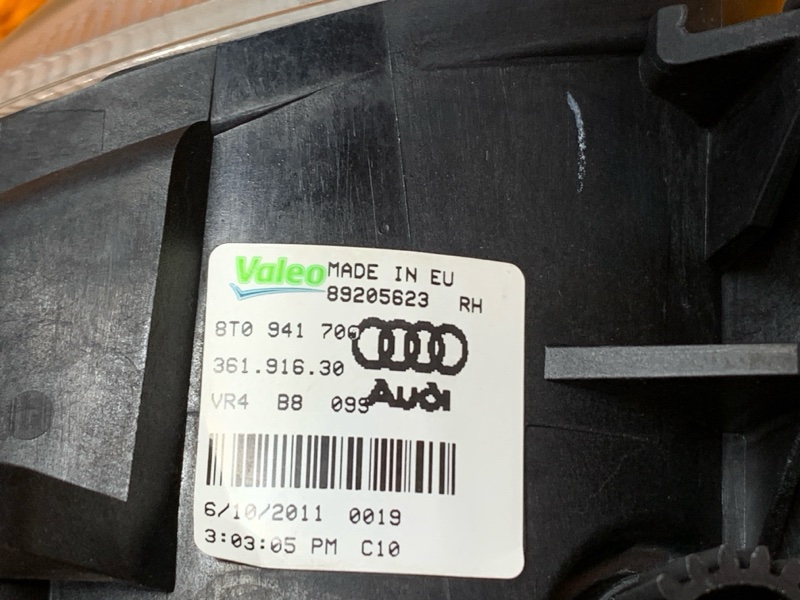 Valeo MADE IN EU
89205623 RH
8T0 941 700
361.916.30
VR4 B8 099
Audi
6/10/2011 0019
3:03:05 PM C10